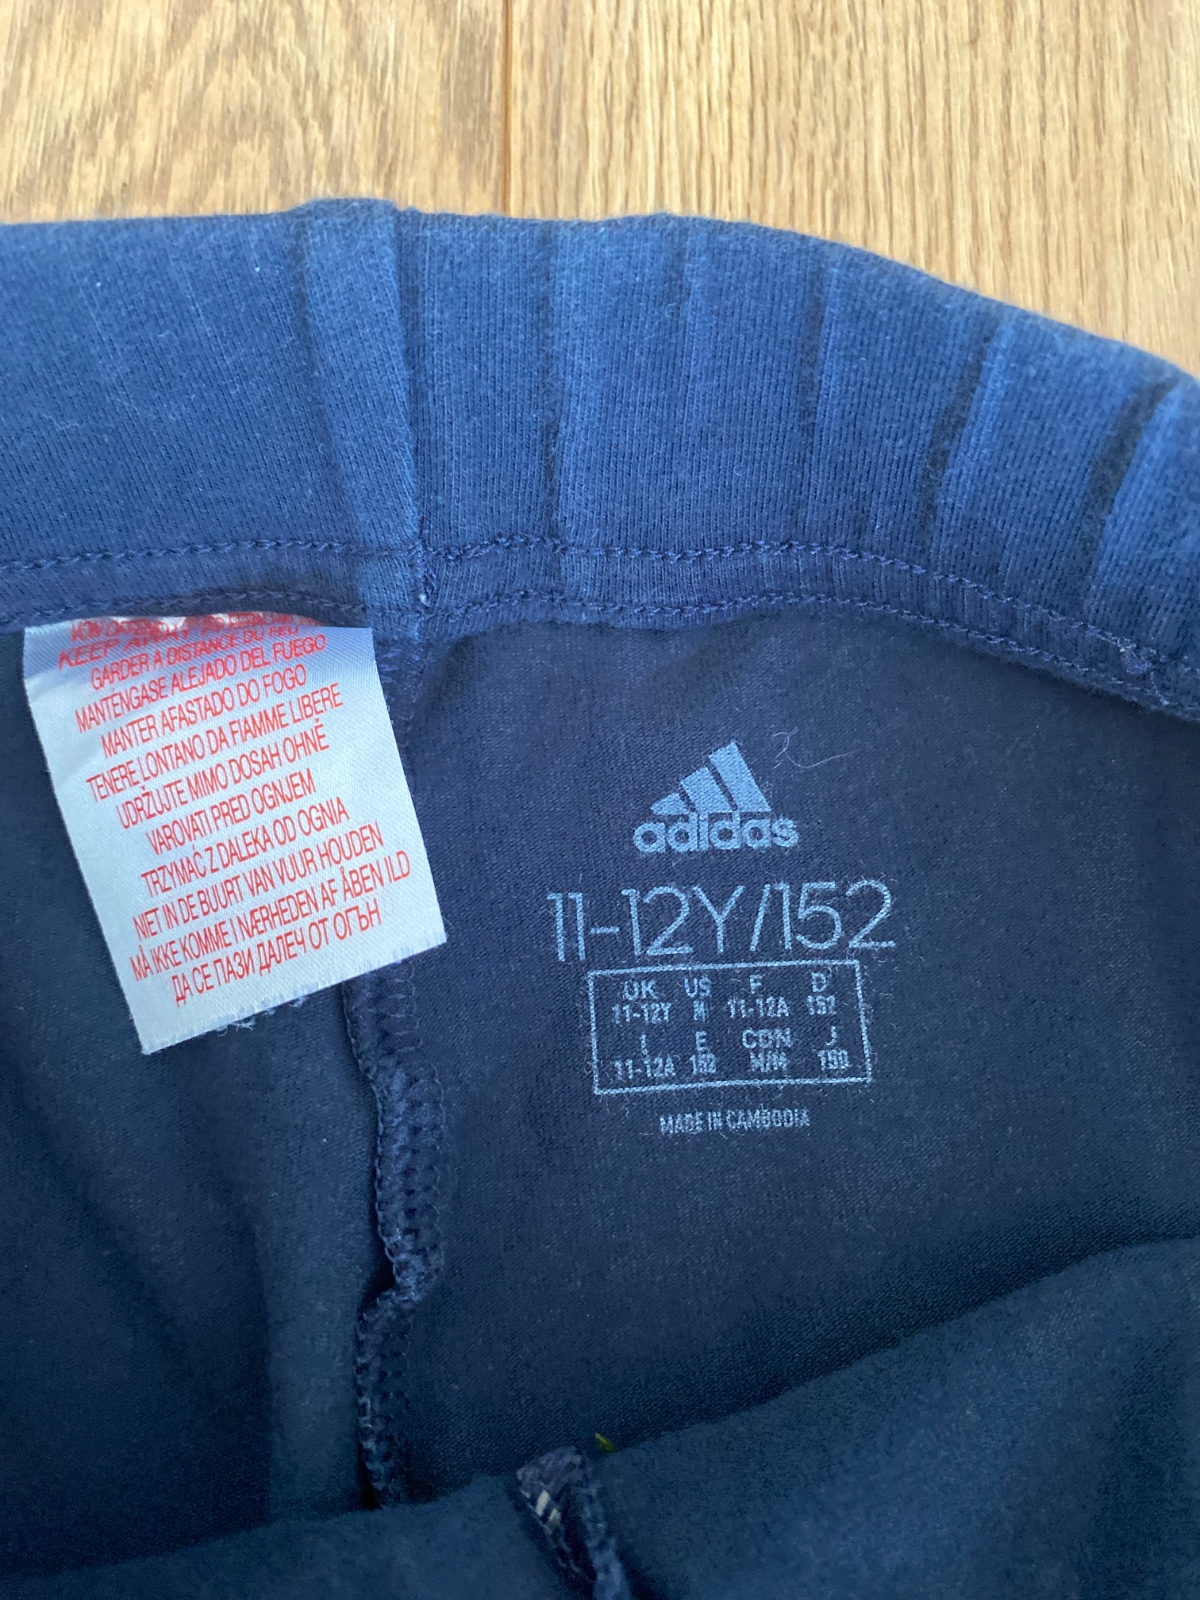 KEEP AWAY FROM
GARDER A DISTANCE DU FEU
MANTÉNGASE ALEJADO DEL FUEGO
MANTER AFASTADO DO FOGO
TENERE LONTANO DA FIAMME LIBERE
UDRŽUJTE MIMO DOSAH OHNĚ
VAROVATI PRED OGNJEM
TRZYMAĆ Z DALEKA OD OGNIA
NIET IN DE BUURT VAN VUUR HOUDEN
MÅ IKKE KOMME I NÆRHEDEN AF ÅBEN ILD
ДА СЕ ПАЗИ ДАЛЕЧ ОТ ОГЪН
adidas
11-12Y/152
UK US F D
11-12Y M 11-12A 152
I E CDN J
11-12A 152 M/M 150
MADE IN CAMBODIA